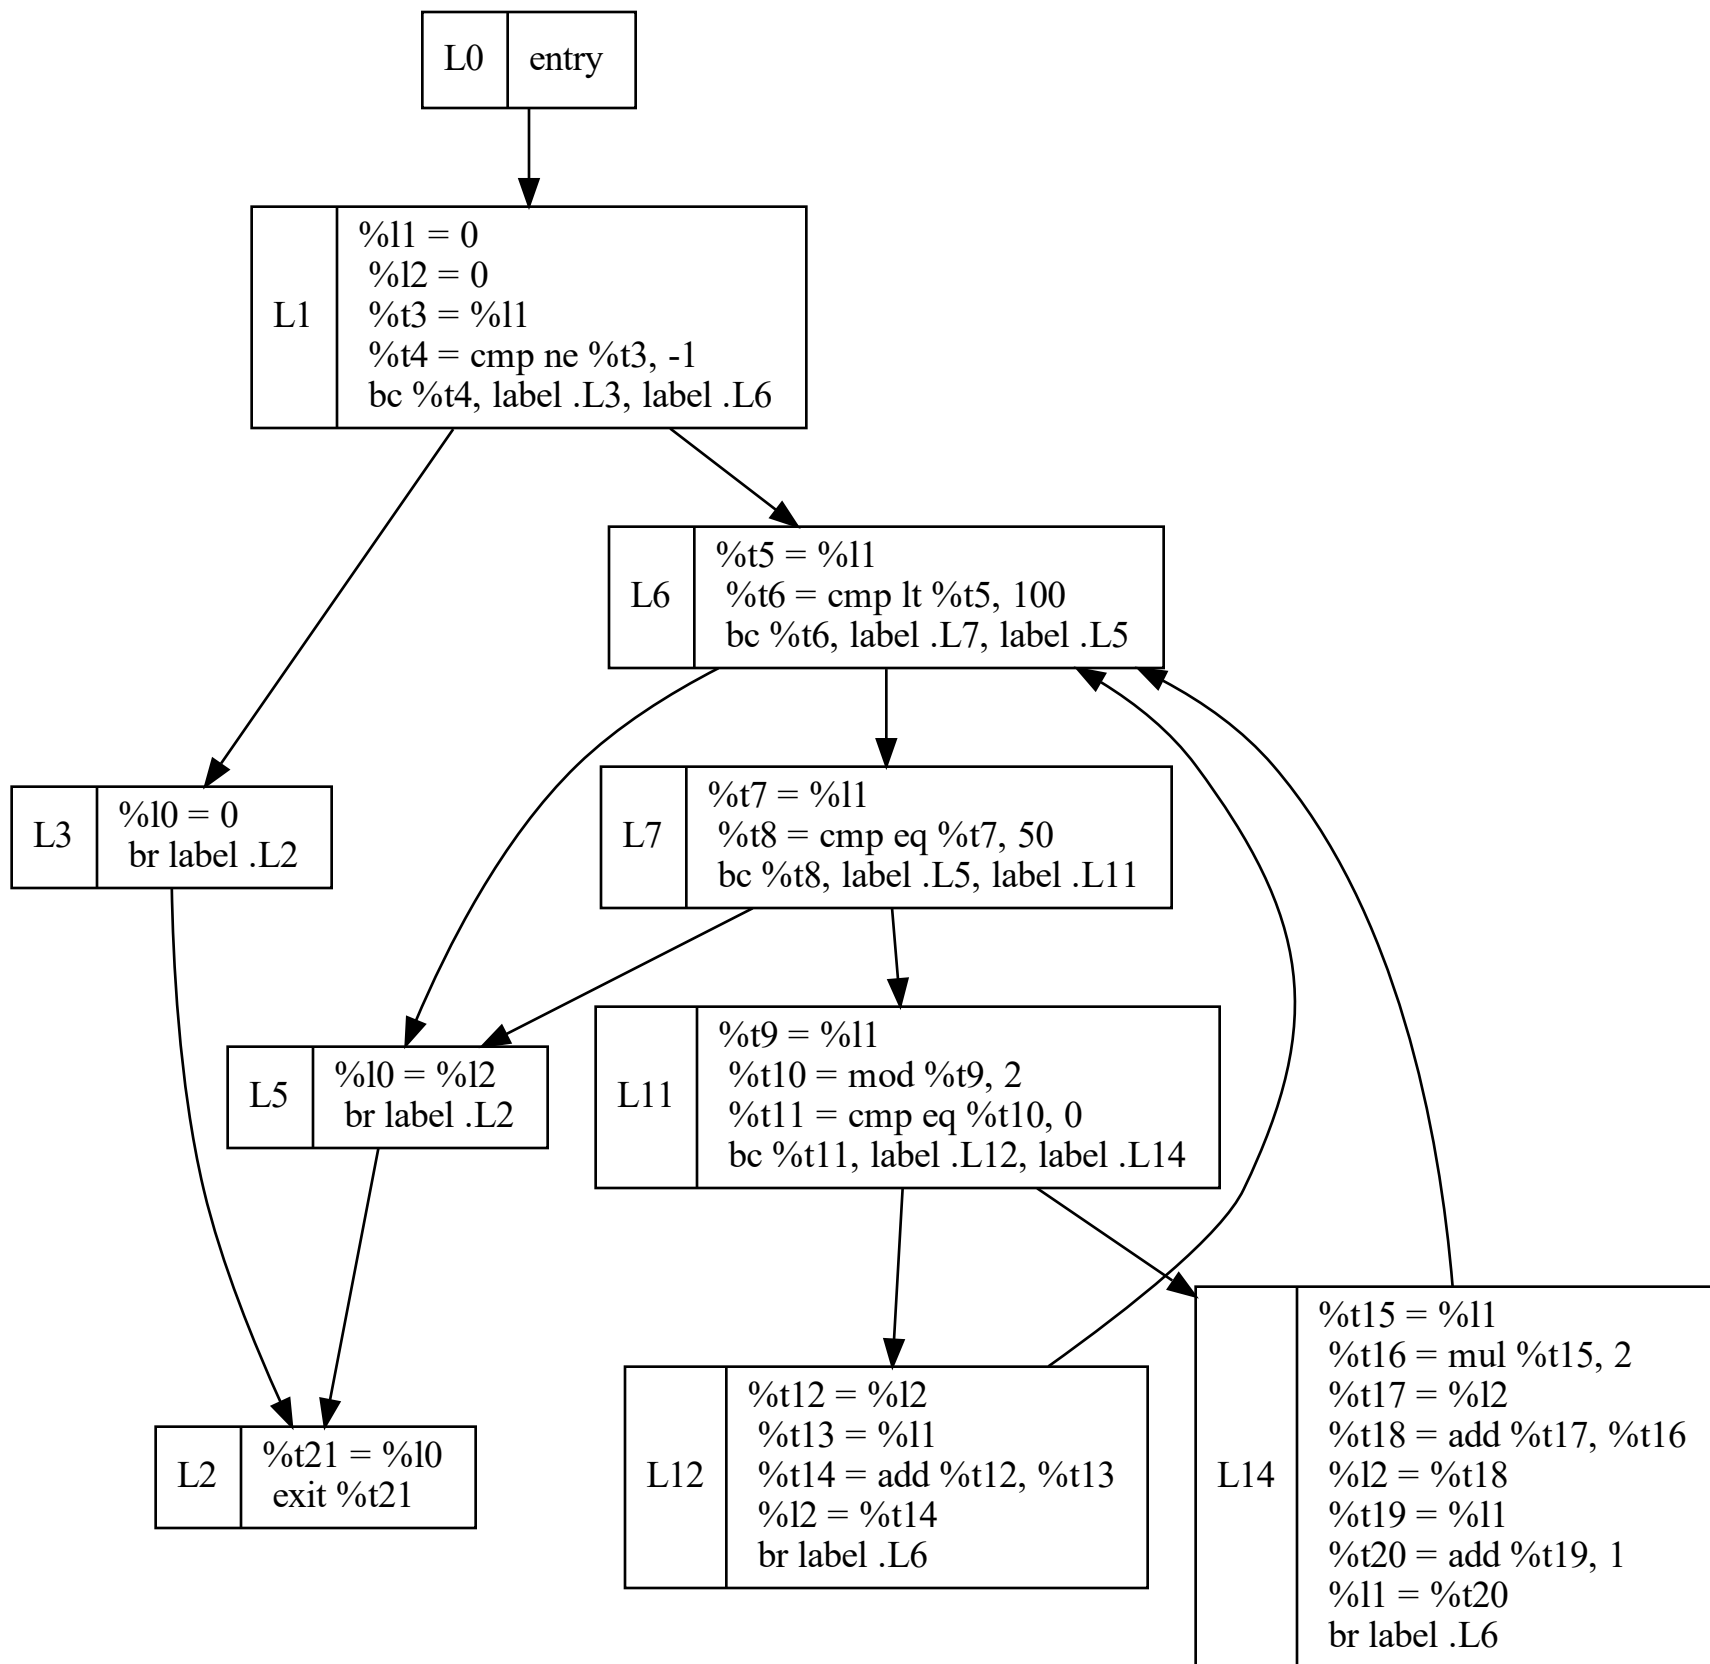 L0
entry
L1
%l1 = 0
%l2 = 0
%t3 = %l1
%t4 = cmp ne %t3, -1
bc %t4, label .L3, label .L6
L6
%t5 = %l1
%t6 = cmp lt %t5, 100
bc %t6, label .L7, label .L5
L3
%l0 = 0
br label .L2
L7
%t7 = %l1
%t8 = cmp eq %t7, 50
bc %t8, label .L5, label .L11
L5
%l0 = %l2
br label .L2
L11
%t9 = %l1
%t10 = mod %t9, 2
%t11 = cmp eq %t10, 0
bc %t11, label .L12, label .L14
L2
%t21 = %l0
exit %t21
L12
%t12 = %l2
%t13 = %l1
%t14 = add %t12, %t13
%l2 = %t14
br label .L6
L14
%t15 = %l1
%t16 = mul %t15, 2
%t17 = %l2
%t18 = add %t17, %t16
%l2 = %t18
%t19 = %l1
%t20 = add %t19, 1
%l1 = %t20
br label .L6